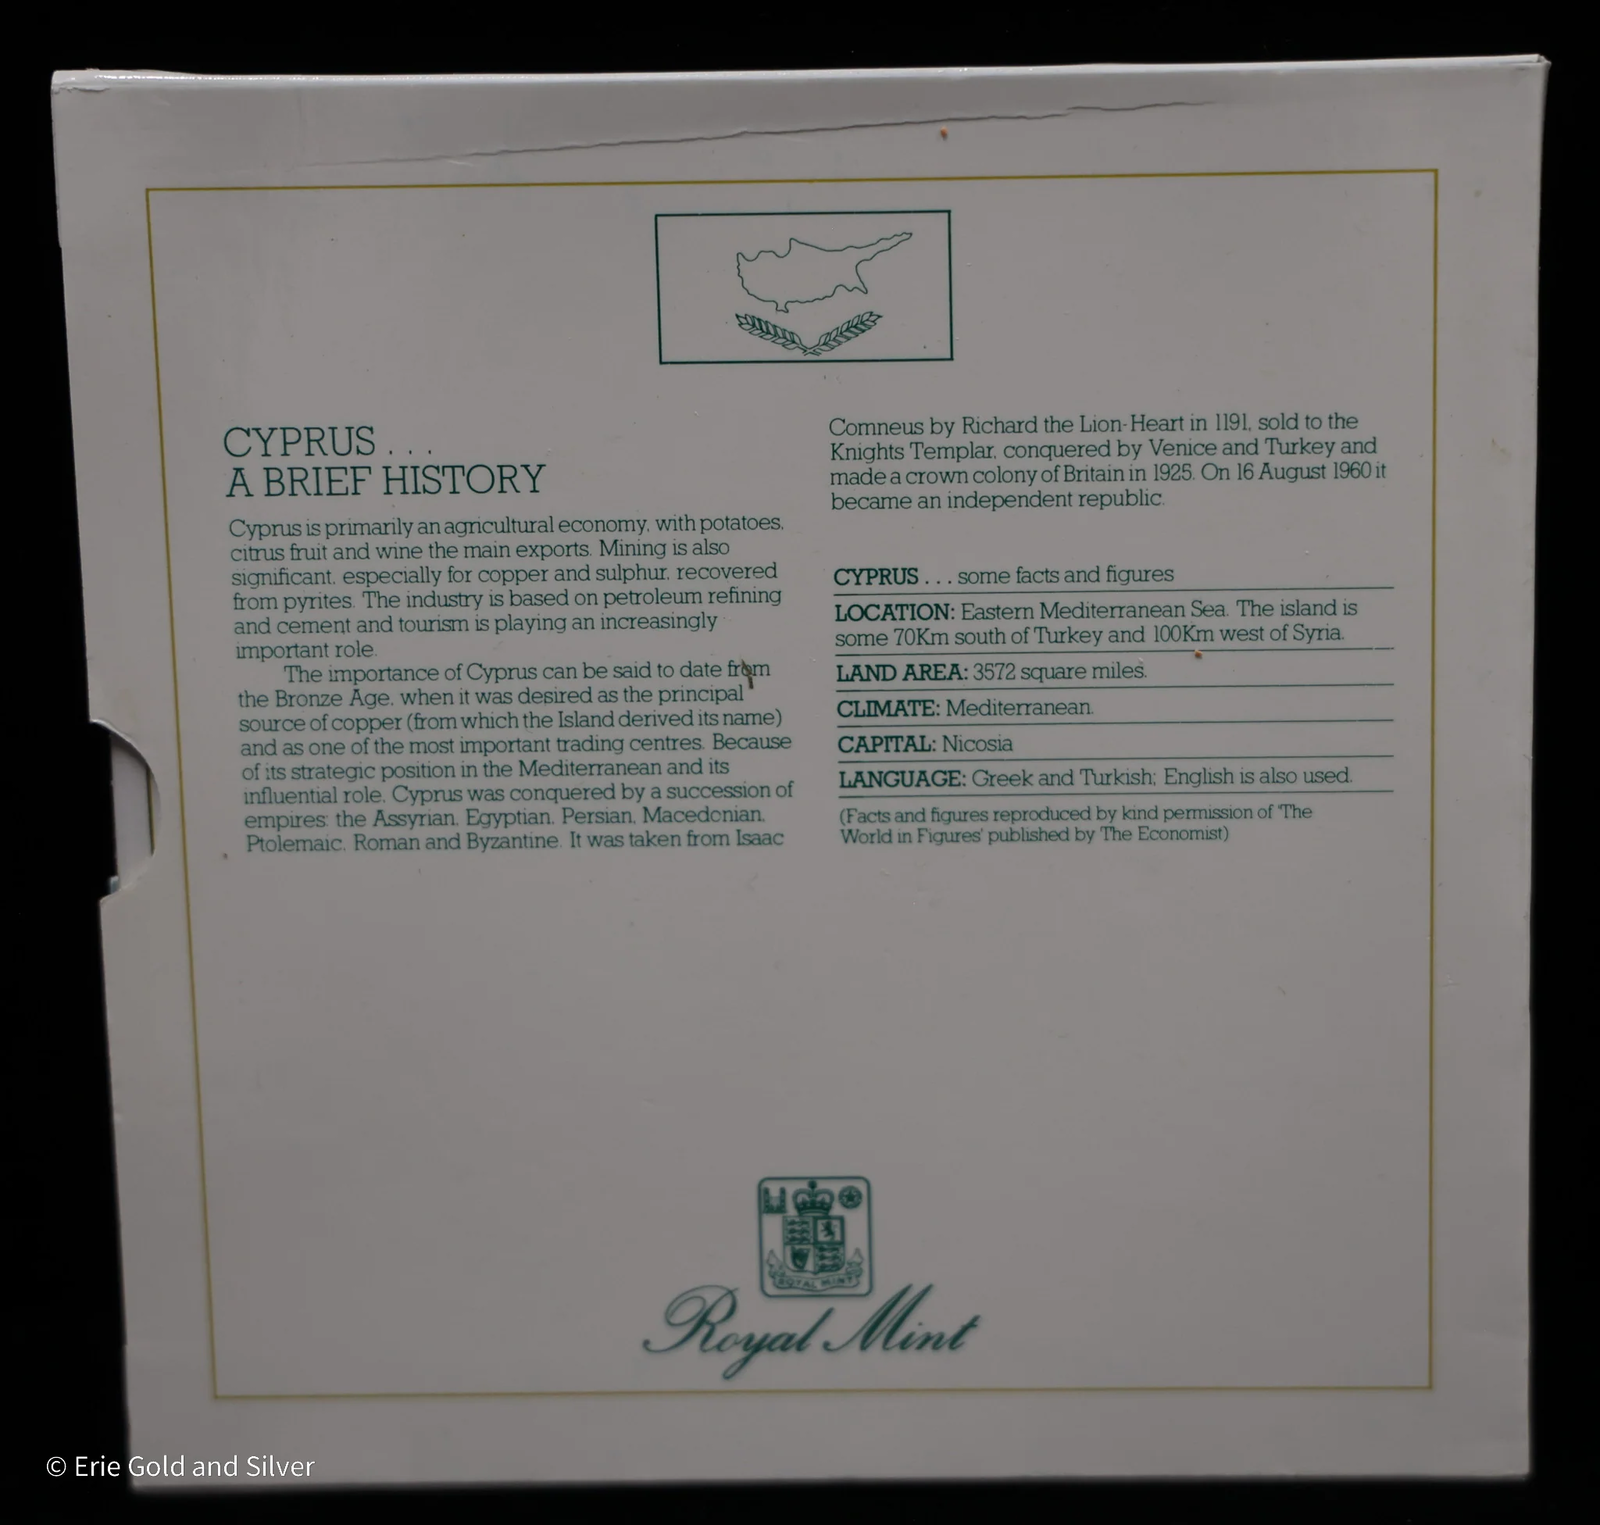 CYPRUS . . .
A BRIEF HISTORY
Cyprus is primarily an agricultural economy, with potatoes,
citrus fruit and wine the main exports. Mining is also
significant, especially for copper and sulphur, recovered
from pyrites. The industry is based on petroleum refining
and cement and tourism is playing an increasingly
important role.
The importance of Cyprus can be said to date from
the Bronze Age, when it was desired as the principal
source of copper (from which the Island derived its name)
and as one of the most important trading centres. Because
of its strategic position in the Mediterranean and its
influential role, Cyprus was conquered by a succession of
empires: the Assyrian, Egyptian, Persian, Macedonian,
Ptolemaic, Roman and Byzantine. It was taken from Isaac
Comneus by Richard the Lion-Heart in 1191, sold to the
Knights Templar, conquered by Venice and Turkey and
made a crown colony of Britain in 1925. On 16 August 1960 it
became an independent republic.
CYPRUS . . . some facts and figures
LOCATION: Eastern Mediterranean Sea. The island is
some 70Km south of Turkey and 100Km west of Syria.
LAND AREA: 3572 square miles.
CLIMATE: Mediterranean.
CAPITAL: Nicosia
LANGUAGE: Greek and Turkish; English is also used.
(Facts and figures reproduced by kind permission of 'The
World in Figures' published by The Economist)
ROYAL MINT
Royal Mint
© Erie Gold and Silver